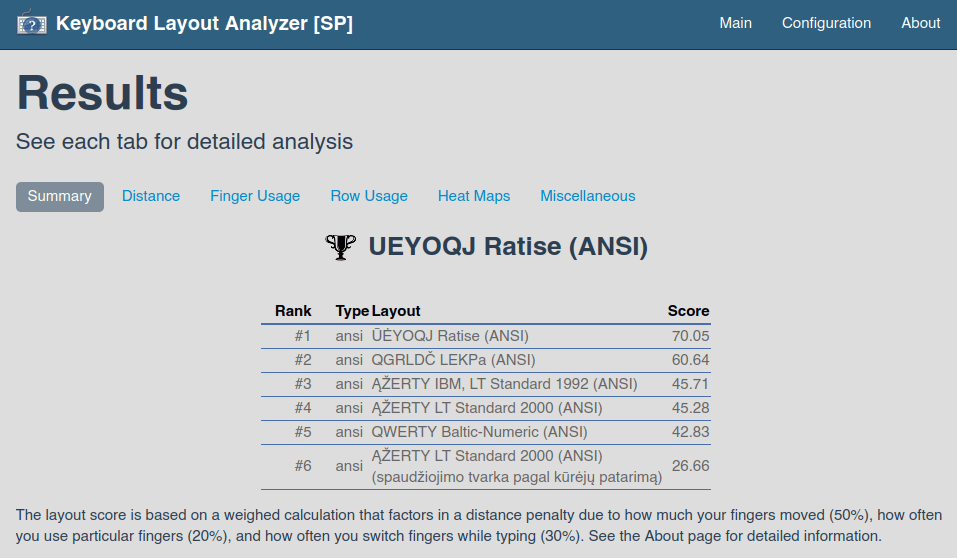 Keyboard Layout Analyzer [SP] Main Configuration About
Results
See each tab for detailed analysis
Summary Distance Finger Usage Row Usage Heat Maps Miscellaneous
UEYOQJ Ratise (ANSI)
Rank Type Layout Score
#1 ansi ŪĖYOQJ Ratise (ANSI) 70.05
#2 ansi QGRLDČ LEKPa (ANSI) 60.64
#3 ansi ĄŽERTY IBM, LT Standard 1992 (ANSI) 45.71
#4 ansi ĄŽERTY LT Standard 2000 (ANSI) 45.28
#5 ansi QWERTY Baltic-Numeric (ANSI) 42.83
#6 ansi ĄŽERTY LT Standard 2000 (ANSI) 26.66
(spaudžiojimo tvarka pagal kūrėjų patarimą)
The layout score is based on a weighed calculation that factors in a distance penalty due to how much your fingers moved (50%), how often
you use particular fingers (20%), and how often you switch fingers while typing (30%). See the About page for detailed information.